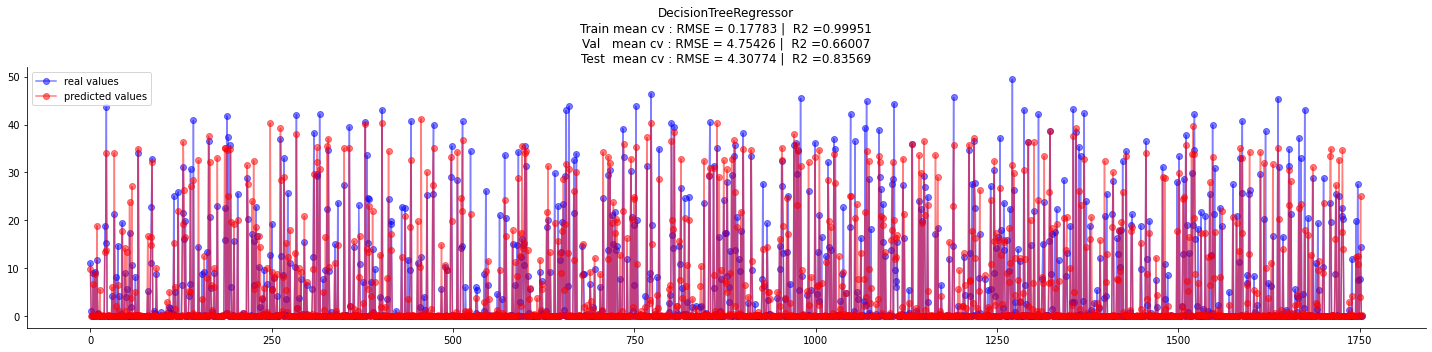 DecisionTreeRegressor
Train mean cv : RMSE = 0.17783 | R2 =0.99951
Val mean cv : RMSE = 4.75426 | R2 =0.66007
Test mean cv : RMSE = 4.30774 | R2 =0.83569
real values
predicted values
50
40
30
20
10
0
0 250 500 750 1000 1250 1500 1750